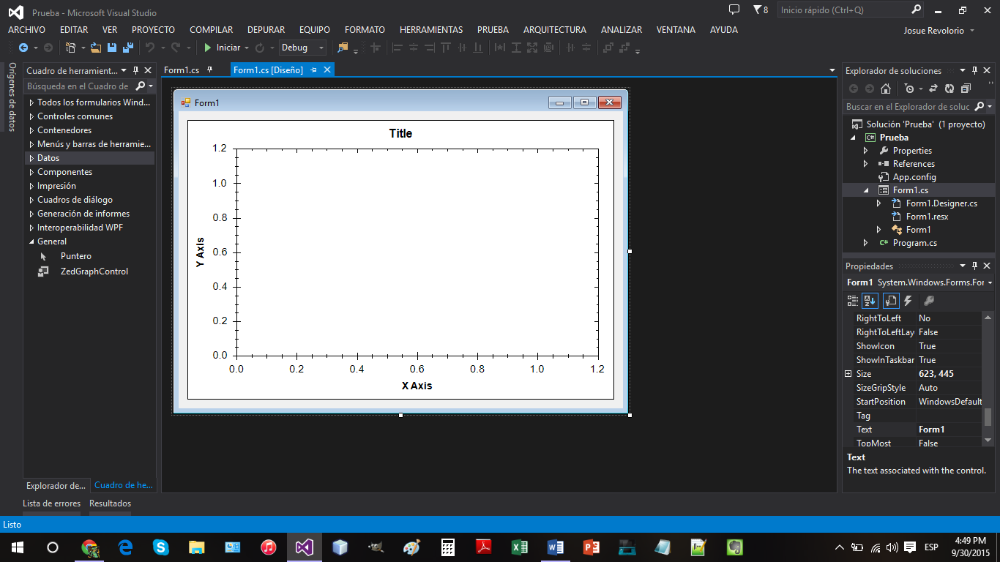 Prueba - Microsoft Visual Studio
8
Inicio rápido (Ctrl+Q)
ARCHIVO EDITAR VER PROYECTO COMPILAR DEPURAR EQUIPO FORMATO HERRAMIENTAS PRUEBA ARQUITECTURA ANALIZAR VENTANA AYUDA
Josue Revolorio
Iniciar
Debug
Orígenes de datos
Cuadro de herramient...
Búsqueda en el Cuadro de
Todos los formularios Wind...
Controles comunes
Contenedores
Menús y barras de herramie...
Datos
Componentes
Impresión
Cuadros de diálogo
Generación de informes
Interoperabilidad WPF
General
Puntero
ZedGraphControl
Explorador de...
Cuadro de he...
Form1.cs
Form1.cs [Diseño]
Form1
Title
1.2
1.0
0.8
0.6
0.4
0.2
0.0
Y Axis
0.0 0.2 0.4 0.6 0.8 1.0 1.2
X Axis
Explorador de soluciones
Buscar en el Explorador de soluc
Solución 'Prueba' (1 proyecto)
C# Prueba
Properties
References
App.config
Form1.cs
Form1.Designer.cs
Form1.resx
Form1
C# Program.cs
Propiedades
Form1 System.Windows.Forms.For
RightToLeft No
RightToLeftLay False
ShowIcon True
ShowInTaskbar True
Size 623, 445
SizeGripStyle Auto
StartPosition WindowsDefault
Tag
Text Form1
TopMost False
Text
The text associated with the control.
Lista de errores Resultados
Listo
ESP
4:49 PM
9/30/2015